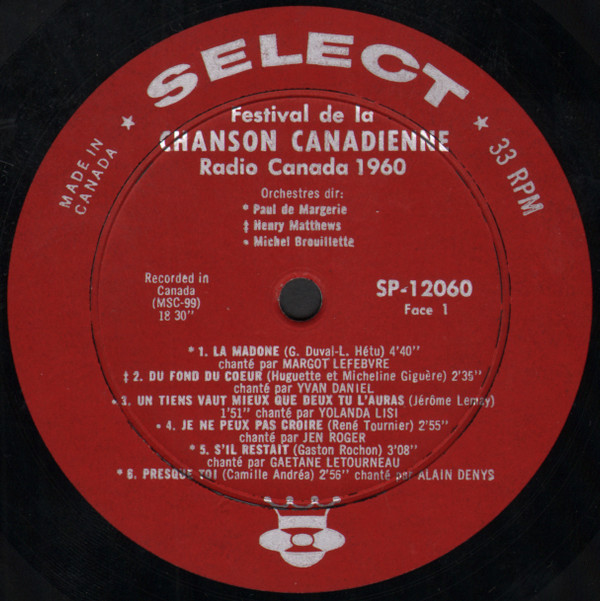 SELECT
MADE IN
CANADA
★ ★
33 RPM
Festival de la
CHANSON CANADIENNE
Radio Canada 1960
Orchestres dir:
* Paul de Margerie
‡ Henry Matthews
• Michel Brouillette
Recorded in
Canada
(MSC-99)
18 30"
SP-12060
Face 1
* 1. LA MADONE (G. Duval-L. Hétu) 4'40"
chanté par MARGOT LEFEBVRE
‡ 2. DU FOND DU COEUR (Huguette et Micheline Giguère) 2'35"
chanté par YVAN DANIEL
• 3. UN TIENS VAUT MIEUX QUE DEUX TU L'AURAS (Jérôme Lemay)
1'51" chanté par YOLANDA LISI
• 4. JE NE PEUX PAS CROIRE (René Tournier) 2'55"
chanté par JEN ROGER
* 5. S'IL RESTAIT (Gaston Rochon) 3'08"
chanté par GAETANE LETOURNEAU
* 6. PRESQUE TOI (Camille Andréa) 2'56" chanté par ALAIN DENYS